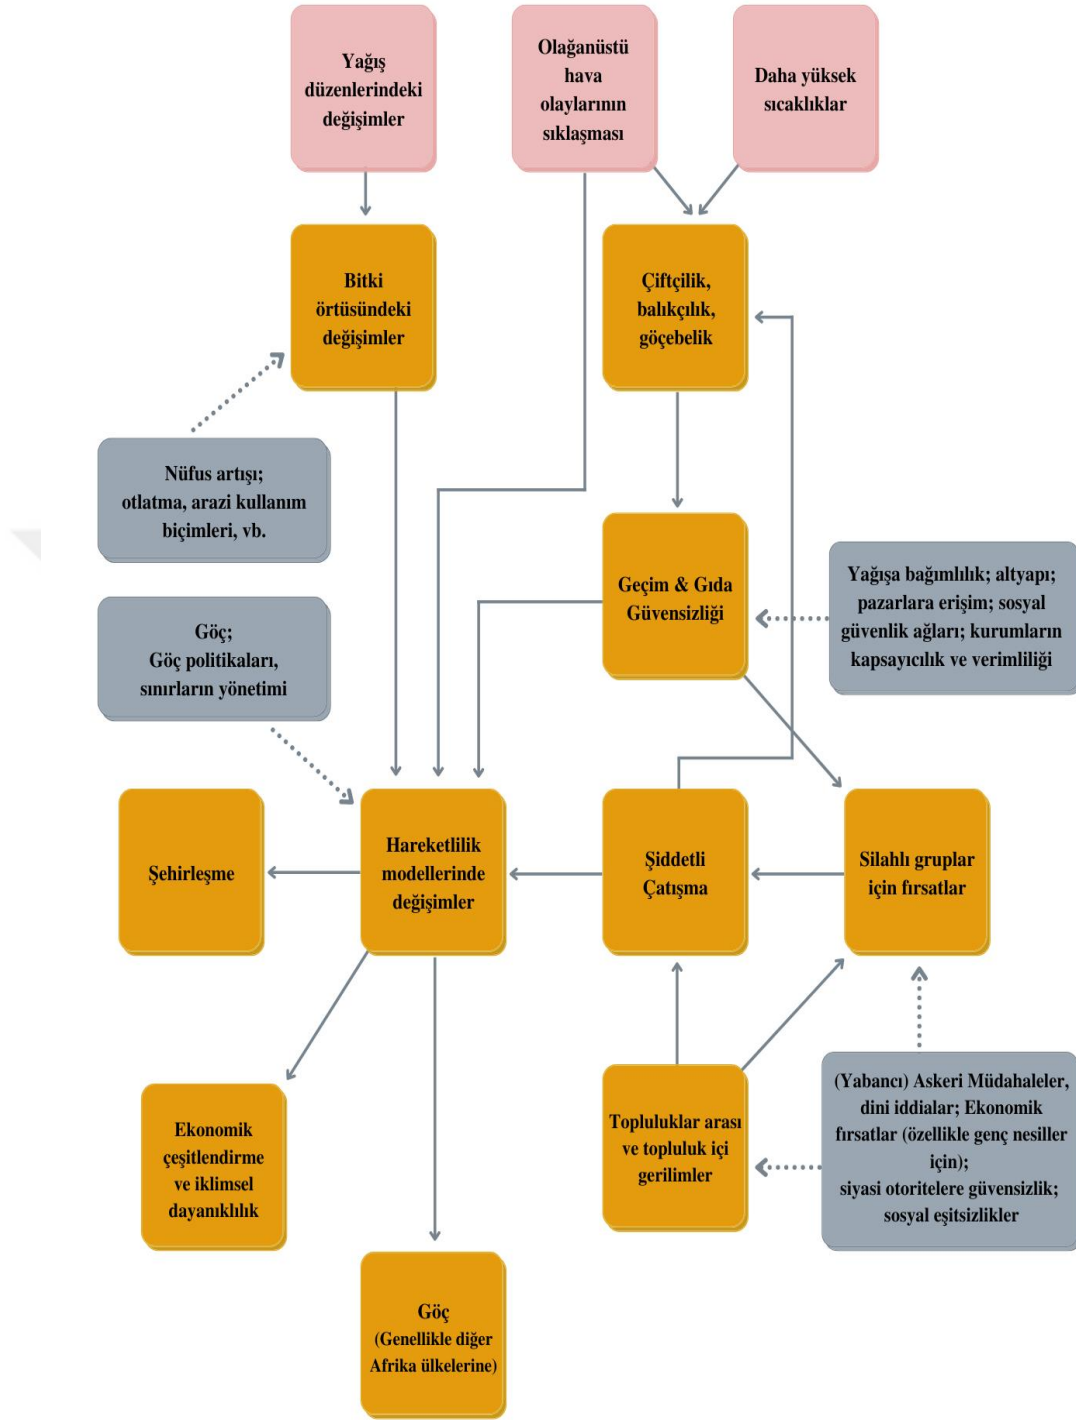 Yağış
düzenlerindeki
değişimler
Olağanüstü
hava
olaylarının
sıklaşması
Daha yüksek
sıcaklıklar
Bitki
örtüsündeki
değişimler
Çiftçilik,
balıkçılık,
göçebelik
Nüfus artışı;
otlatma, arazi kullanım
biçimleri, vb.
Geçim & Gıda
Güvensizliği
Yağışa bağımlılık; altyapı;
pazarlara erişim; sosyal
güvenlik ağları; kurumların
kapsayıcılık ve verimliliği
Göç;
Göç politikaları,
sınırların yönetimi
Şehirleşme
Hareketlilik
modellerinde
değişimler
Şiddetli
Çatışma
Silahlı gruplar
için fırsatlar
Ekonomik
çeşitlendirme
ve iklimsel
dayanıklılık
Topluluklar arası
ve topluluk içi
gerilimler
(Yabancı) Askeri Müdahaleler,
dini iddialar; Ekonomik
fırsatlar (özellikle genç nesiller
için);
siyasi otoritelere güvensizlik;
sosyal eşitsizlikler
Göç
(Genellikle diğer
Afrika ülkelerine)